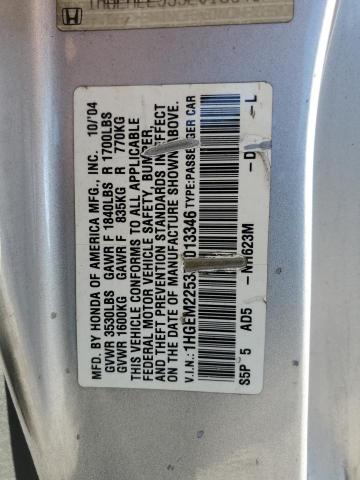 MFD. BY HONDA OF AMERICA MFG., INC. 10/'04
GVWR 3530LBS GAWR F 1840LBS R 1700LBS
GVWR 1600KG GAWR F 835KG R 770KG
THIS VEHICLE CONFORMS TO ALL APPLICABLE
FEDERAL MOTOR VEHICLE SAFETY, BUMPER,
AND THEFT PREVENTION STANDARDS IN EFFECT
ON THE DATE OF MANUFACTURE SHOWN ABOVE.
V.I.N.: 1HGEM2253 013346 TYPE:PASSENGER CAR
S5P 5 AD5 - N 623M - D - L